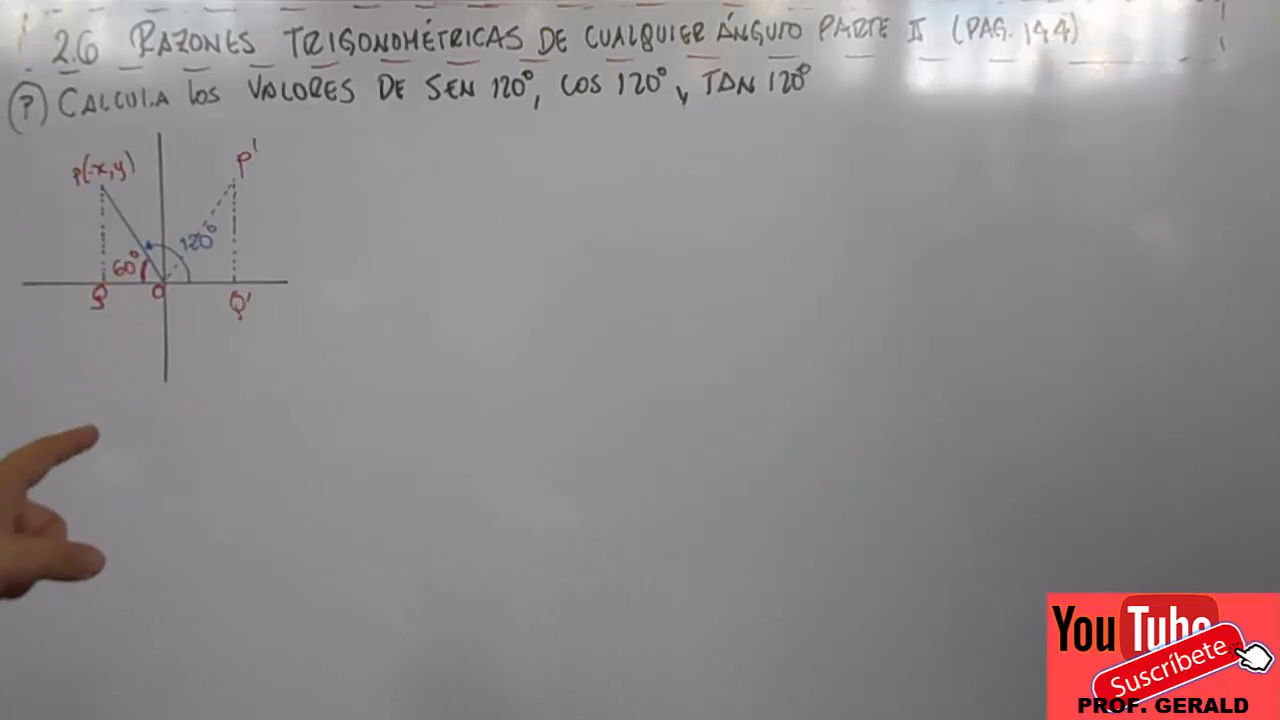 2.6 RAZONES TRIGONOMÉTRICAS DE CUALQUIER ÁNGULO PARTE II (PAG. 144)
? CALCULA los VALORES DE SEN 120°, COS 120° y TAN 120°
P(-x,y)
P'
120°
60°
Q
O
Q'
YouTube
Suscríbete
PROF. GERALD